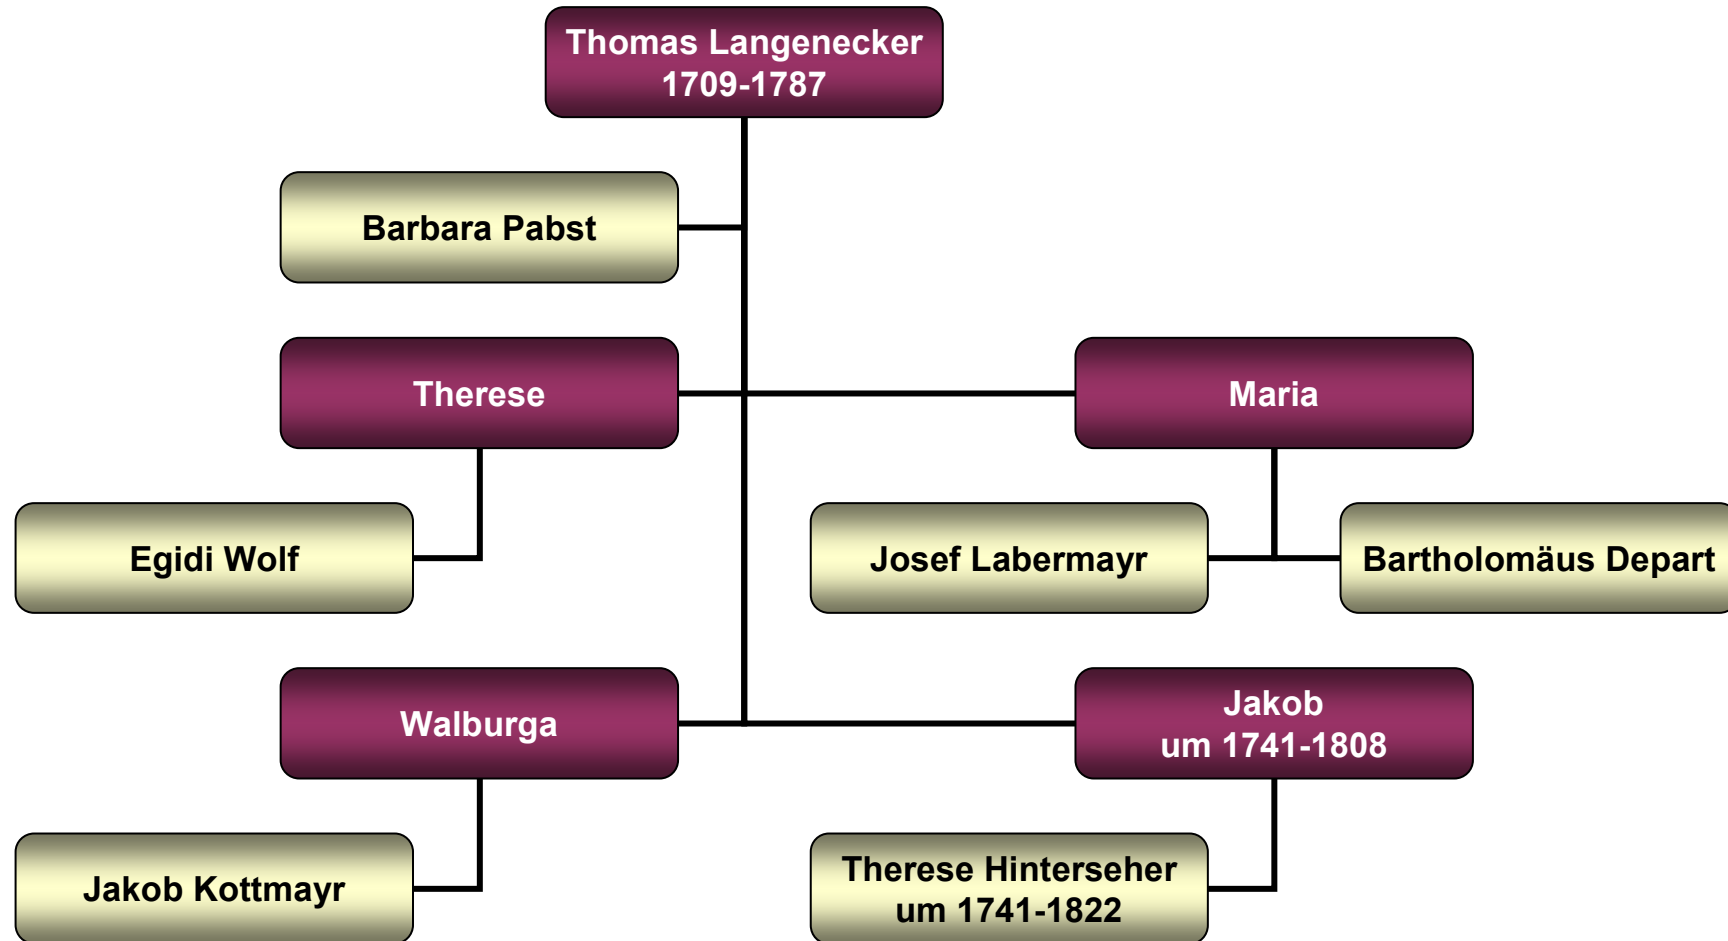 Thomas Langenecker
1709-1787
Barbara Pabst
Therese
Maria
Egidi Wolf
Josef Labermayr
Bartholomäus Depart
Walburga
Jakob
um 1741-1808
Jakob Kottmayr
Therese Hinterseher
um 1741-1822